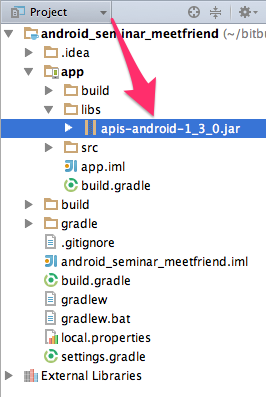 Project
android_seminar_meetfriend (~/bitbu
.idea
app
build
libs
apis-android-1_3_0.jar
src
app.iml
build.gradle
build
gradle
.gitignore
android_seminar_meetfriend.iml
build.gradle
gradlew
gradlew.bat
local.properties
settings.gradle
External Libraries